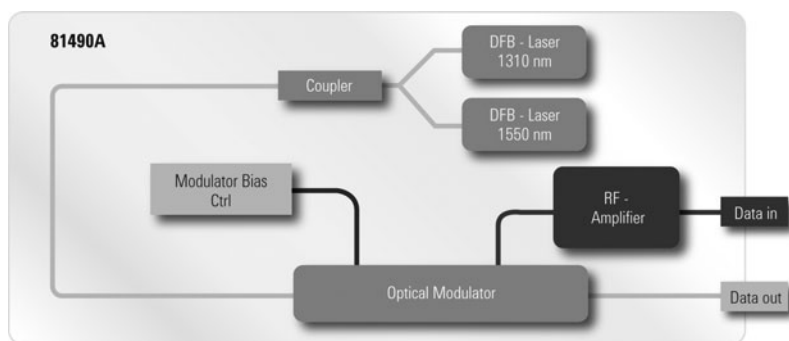 81490A
DFB - Laser
1310 nm
Coupler
DFB - Laser
1550 nm
Modulator Bias
Ctrl
RF -
Amplifier
Data in
Optical Modulator
Data out